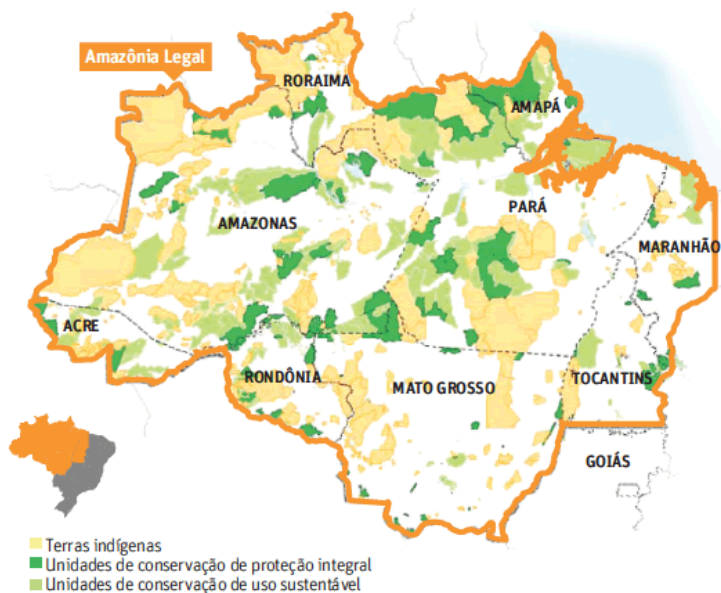 Amazônia Legal
RORAIMA
AMAPÁ
AMAZONAS
PARÁ
MARANHÃO
ACRE
RONDÔNIA
MATO GROSSO
TOCANTINS
GOIÁS
Terras indígenas
Unidades de conservação de proteção integral
Unidades de conservação de uso sustentável